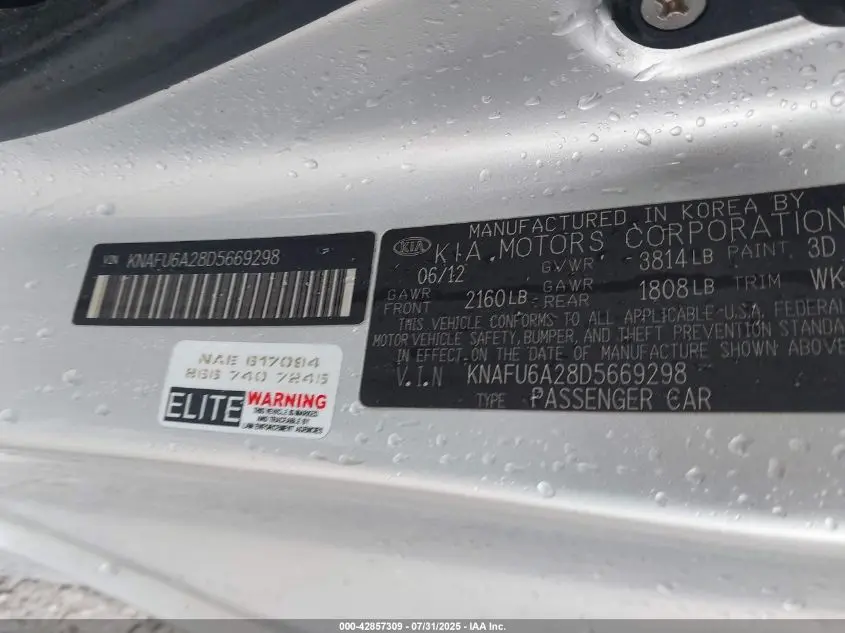 VIN KNAFU6A28D5669298
MANUFACTURED IN KOREA BY
KIA KIA MOTORS CORPORATION
06/12 GVWR 3814LB PAINT 3D
GAWR FRONT 2160LB GAWR REAR 1808LB TRIM WK
THIS VEHICLE CONFORMS TO ALL APPLICABLE U.S.A. FEDERAL
MOTOR VEHICLE SAFETY, BUMPER, AND THEFT PREVENTION STANDA
IN EFFECT ON THE DATE OF MANUFACTURE SHOWN ABOVE
V.I.N KNAFU6A28D5669298
TYPE PASSENGER CAR
NAE 617094
866 740 7245
ELITE WARNING
THIS VEHICLE IS MARKED
AND TRACEABLE BY
LAW ENFORCEMENT AGENCIES
000-42857309 | 07/31/2025 - IAA Inc.